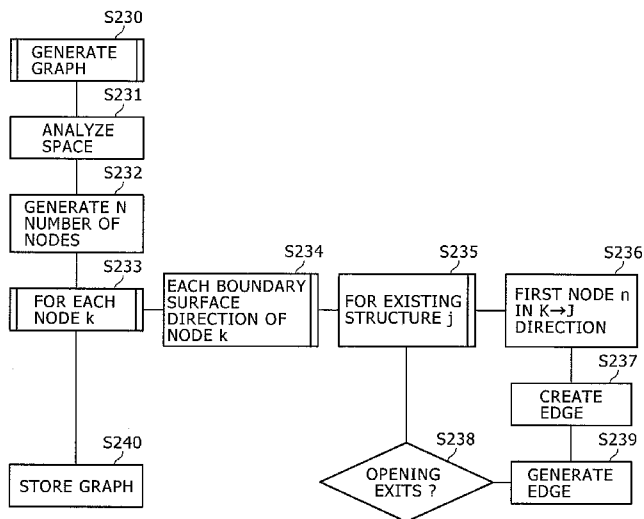 S230
GENERATE
GRAPH
S231
ANALYZE
SPACE
S232
GENERATE N
NUMBER OF
NODES
S233
FOR EACH
NODE k
S234
EACH BOUNDARY
SURFACE
DIRECTION OF
NODE k
S235
FOR EXISTING
STRUCTURE j
S236
FIRST NODE n
IN K→J
DIRECTION
S237
CREATE
EDGE
S238
OPENING
EXITS ?
S239
GENERATE
EDGE
S240
STORE GRAPH